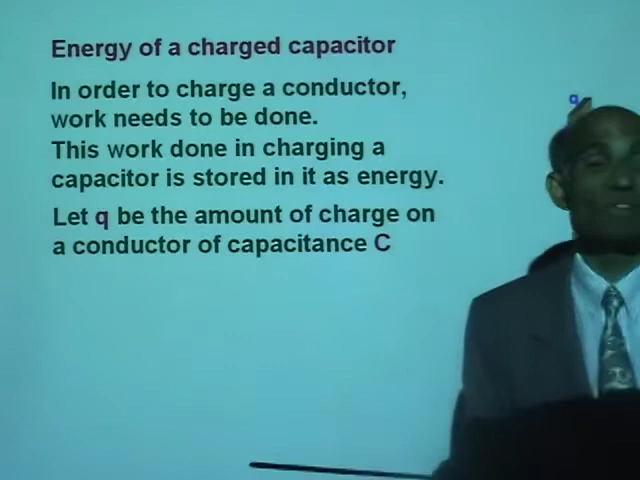 Energy of a charged capacitor
In order to charge a conductor,
work needs to be done.
This work done in charging a
capacitor is stored in it as energy.
Let q be the amount of charge on
a conductor of capacitance C
q